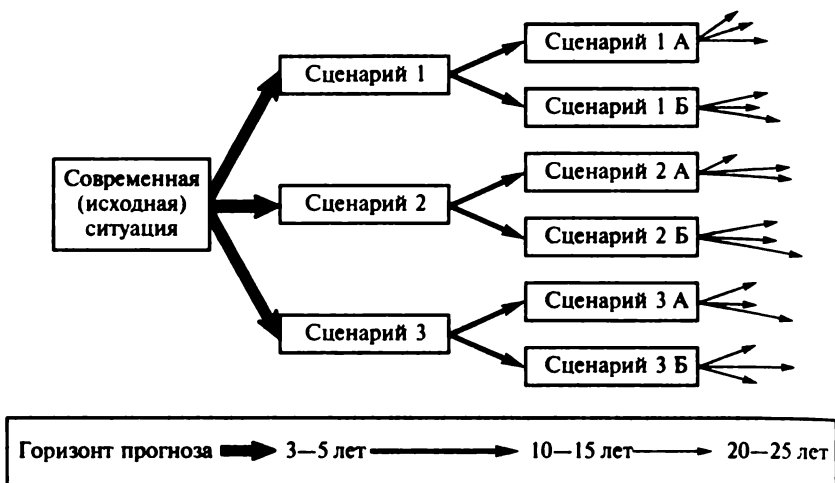 Сценарий 1 А
Сценарий 1
Сценарий 1 Б
Современная
(исходная)
ситуация
Сценарий 2 А
Сценарий 2
Сценарий 2 Б
Сценарий 3 А
Сценарий 3
Сценарий 3 Б
Горизонт прогноза 3—5 лет 10—15 лет 20—25 лет